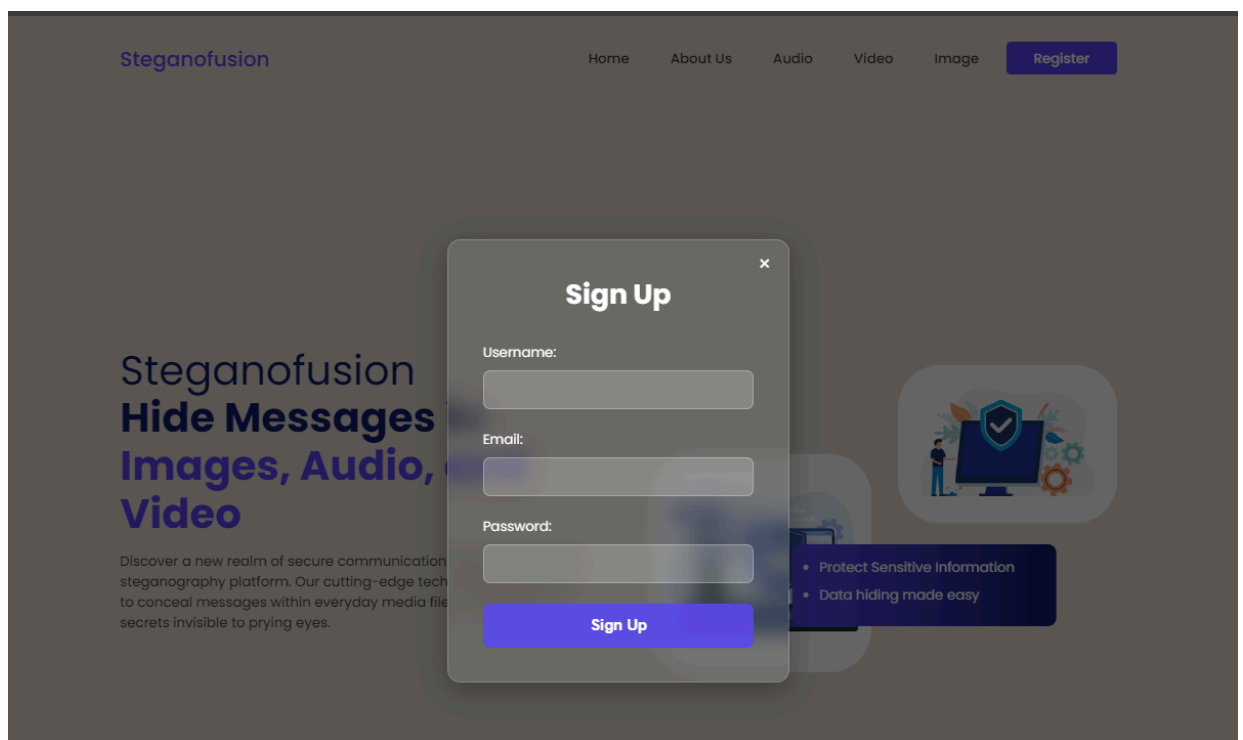 Steganofusion
Home About Us Audio Video Image Register
×
Sign Up
Username:
Email:
Password:
Sign Up
Steganofusion
Hide Messages
Images, Audio, and
Video
Discover a new realm of secure communication
steganography platform. Our cutting-edge tech
to conceal messages within everyday media file
secrets invisible to prying eyes.
• Protect Sensitive Information
• Data hiding made easy